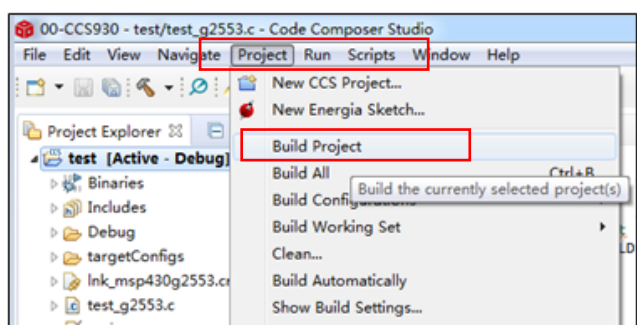 00-CCS930 - test/test_g2553.c - Code Composer Studio
File Edit View Navigate Project Run Scripts Window Help
New CCS Project...
New Energia Sketch...
Project Explorer
Build Project
test [Active - Debug]
Build All Ctrl+B
Binaries
Build the currently selected project(s)
Includes
Build
Debug
Build Working Set
targetConfigs
Clean...
lnk_msp430g2553.c
Build Automatically
test_g2553.c
Show Build Settings...